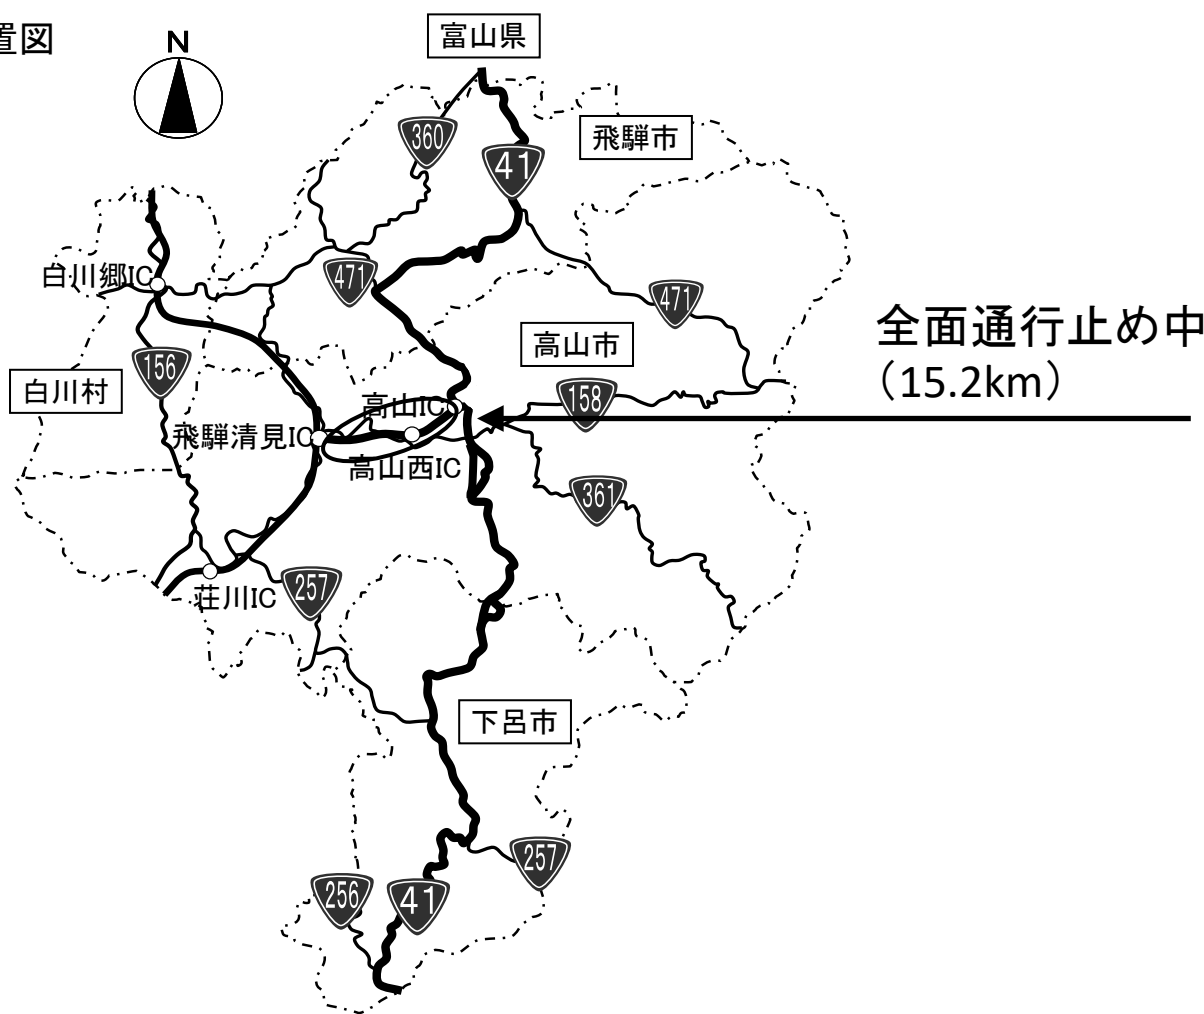 置図
N
富山県
360
飛騨市
41
白川郷IC
471
471
全面通行止め中
（15.2km）
高山市
156
白川村
158
高山IC
飛騨清見IC
高山西IC
361
257
荘川IC
下呂市
257
256
41